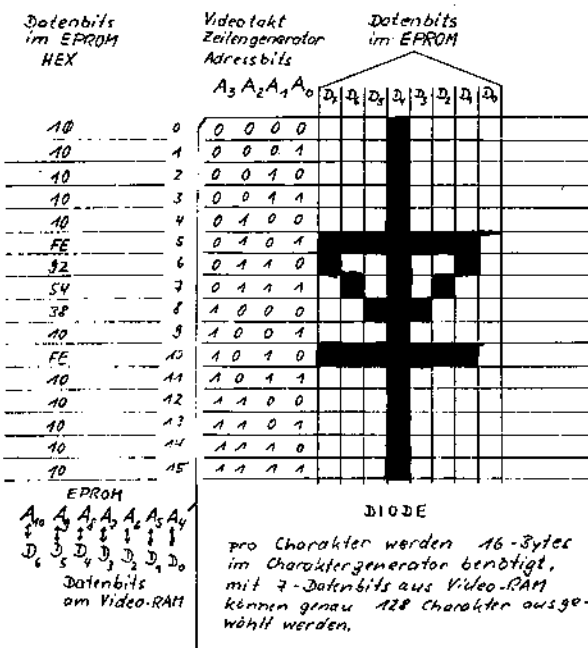 Datenbits
im EPROM
HEX
Videotakt
Zeilengenerator
Adressbits
A3 A2 A1 A0
Datenbits
im EPROM
D7 D6 D5 D4 D3 D2 D1 D0
10 0 0 0 0 0
10 1 0 0 0 1
10 2 0 0 1 0
10 3 0 0 1 1
10 4 0 1 0 0
FE 5 0 1 0 1
92 6 0 1 1 0
54 7 0 1 1 1
38 8 1 0 0 0
10 9 1 0 0 1
FE 10 1 0 1 0
10 11 1 0 1 1
10 12 1 1 0 0
10 13 1 1 0 1
10 14 1 1 1 0
10 15 1 1 1 1
EPROM
A10 A9 A8 A7 A6 A5 A4
D6 D5 D4 D3 D2 D1 D0
Datenbits
am Video-RAM
DIODE
pro Charakter werden 16-Bytes
im Charaktergenerator benötigt,
mit 7-Datenbits aus Video-RAM
können genau 128 Charakter ausge-
wählt werden.